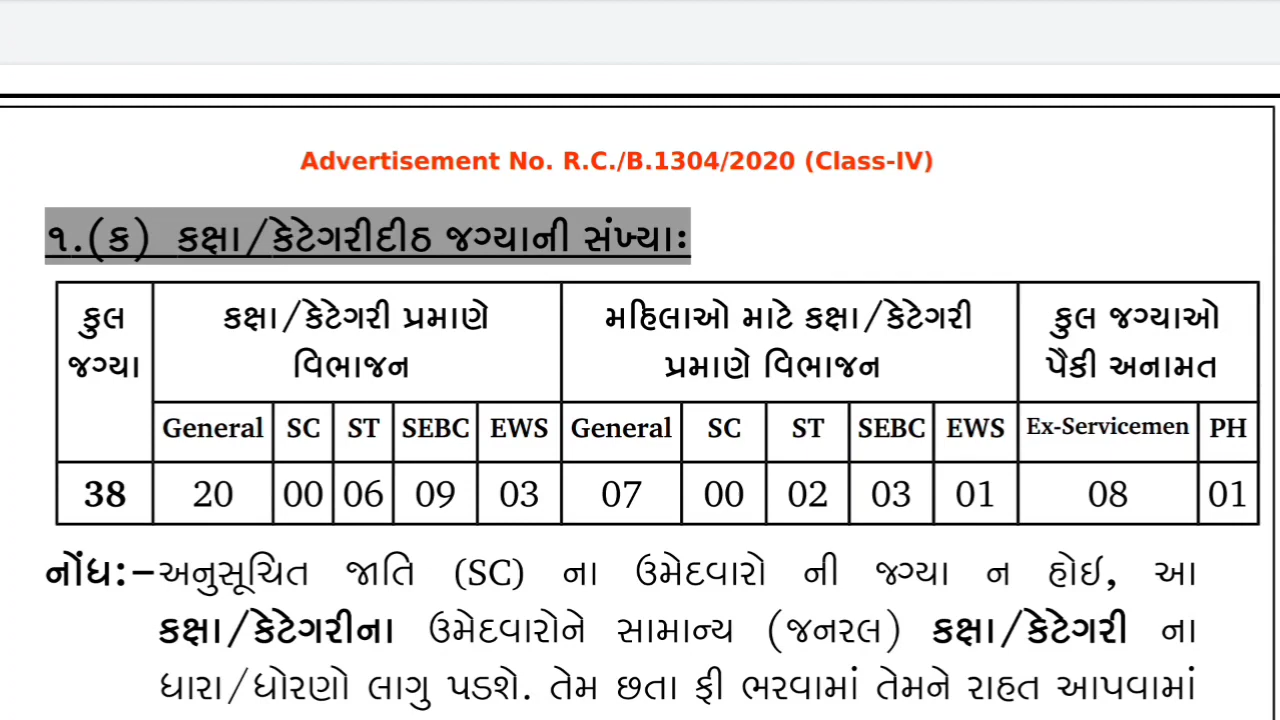 Advertisement No. R.C./B.1304/2020 (Class-IV)
૧.(ક) કક્ષા/કેટેગરીદીઠ જગ્યાની સંખ્યાઃ
કુલ જગ્યા કક્ષા/કેટેગરી પ્રમાણે વિભાજન મહિલાઓ માટે કક્ષા/કેટેગરી પ્રમાણે વિભાજન કુલ જગ્યાઓ પૈકી અનામત
General SC ST SEBC EWS General SC ST SEBC EWS Ex-Servicemen PH
38 20 00 06 09 03 07 00 02 03 01 08 01
નોંધ:-અનુસૂચિત જાતિ (SC) ના ઉમેદવારો ની જગ્યા ન હોઈ, આ
કક્ષા/કેટેગરીના ઉમેદવારોને સામાન્ય (જનરલ) કક્ષા/કેટેગરી ના
ધારા/ધોરણો લાગુ પડશે. તેમ છતા ફી ભરવામાં તેમને રાહત આપવામાં